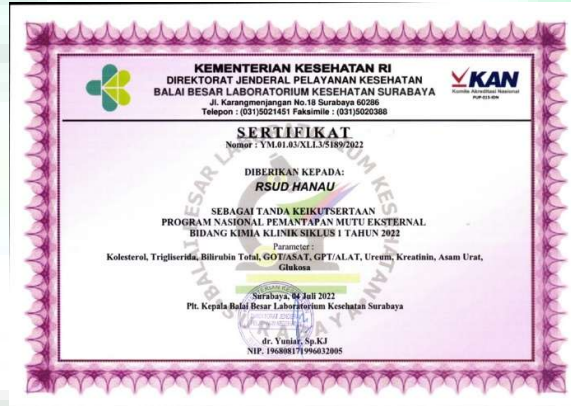 KEMENTERIAN KESEHATAN RI
DIREKTORAT JENDERAL PELAYANAN KESEHATAN
BALAI BESAR LABORATORIUM KESEHATAN SURABAYA
Jl. Karangmenjangan No.18 Surabaya 60286
Telepon : (031)5021451 Faksimile : (031)5020388
KAN
Komite Akreditasi Nasional
SERTIFIKAT
Nomor : YM.01.03/XLI.3/5189/2022
DIBERIKAN KEPADA:
RSUD HANAU
SEBAGAI TANDA KEIKUTSERTAAN
PROGRAM NASIONAL PEMANTAPAN MUTU EKSTERNAL
BIDANG KIMIA KLINIK SIKLUS 1 TAHUN 2022
Parameter :
Kolesterol, Trigliserida, Bilirubin Total, GOT/ASAT, GPT/ALAT, Ureum, Kreatinin, Asam Urat,
Glukosa
Surabaya, 04 Juli 2022
Plt. Kepala Balai Besar Laboratorium Kesehatan Surabaya
dr. Yuniar, Sp.KJ
NIP. 196808171996032005